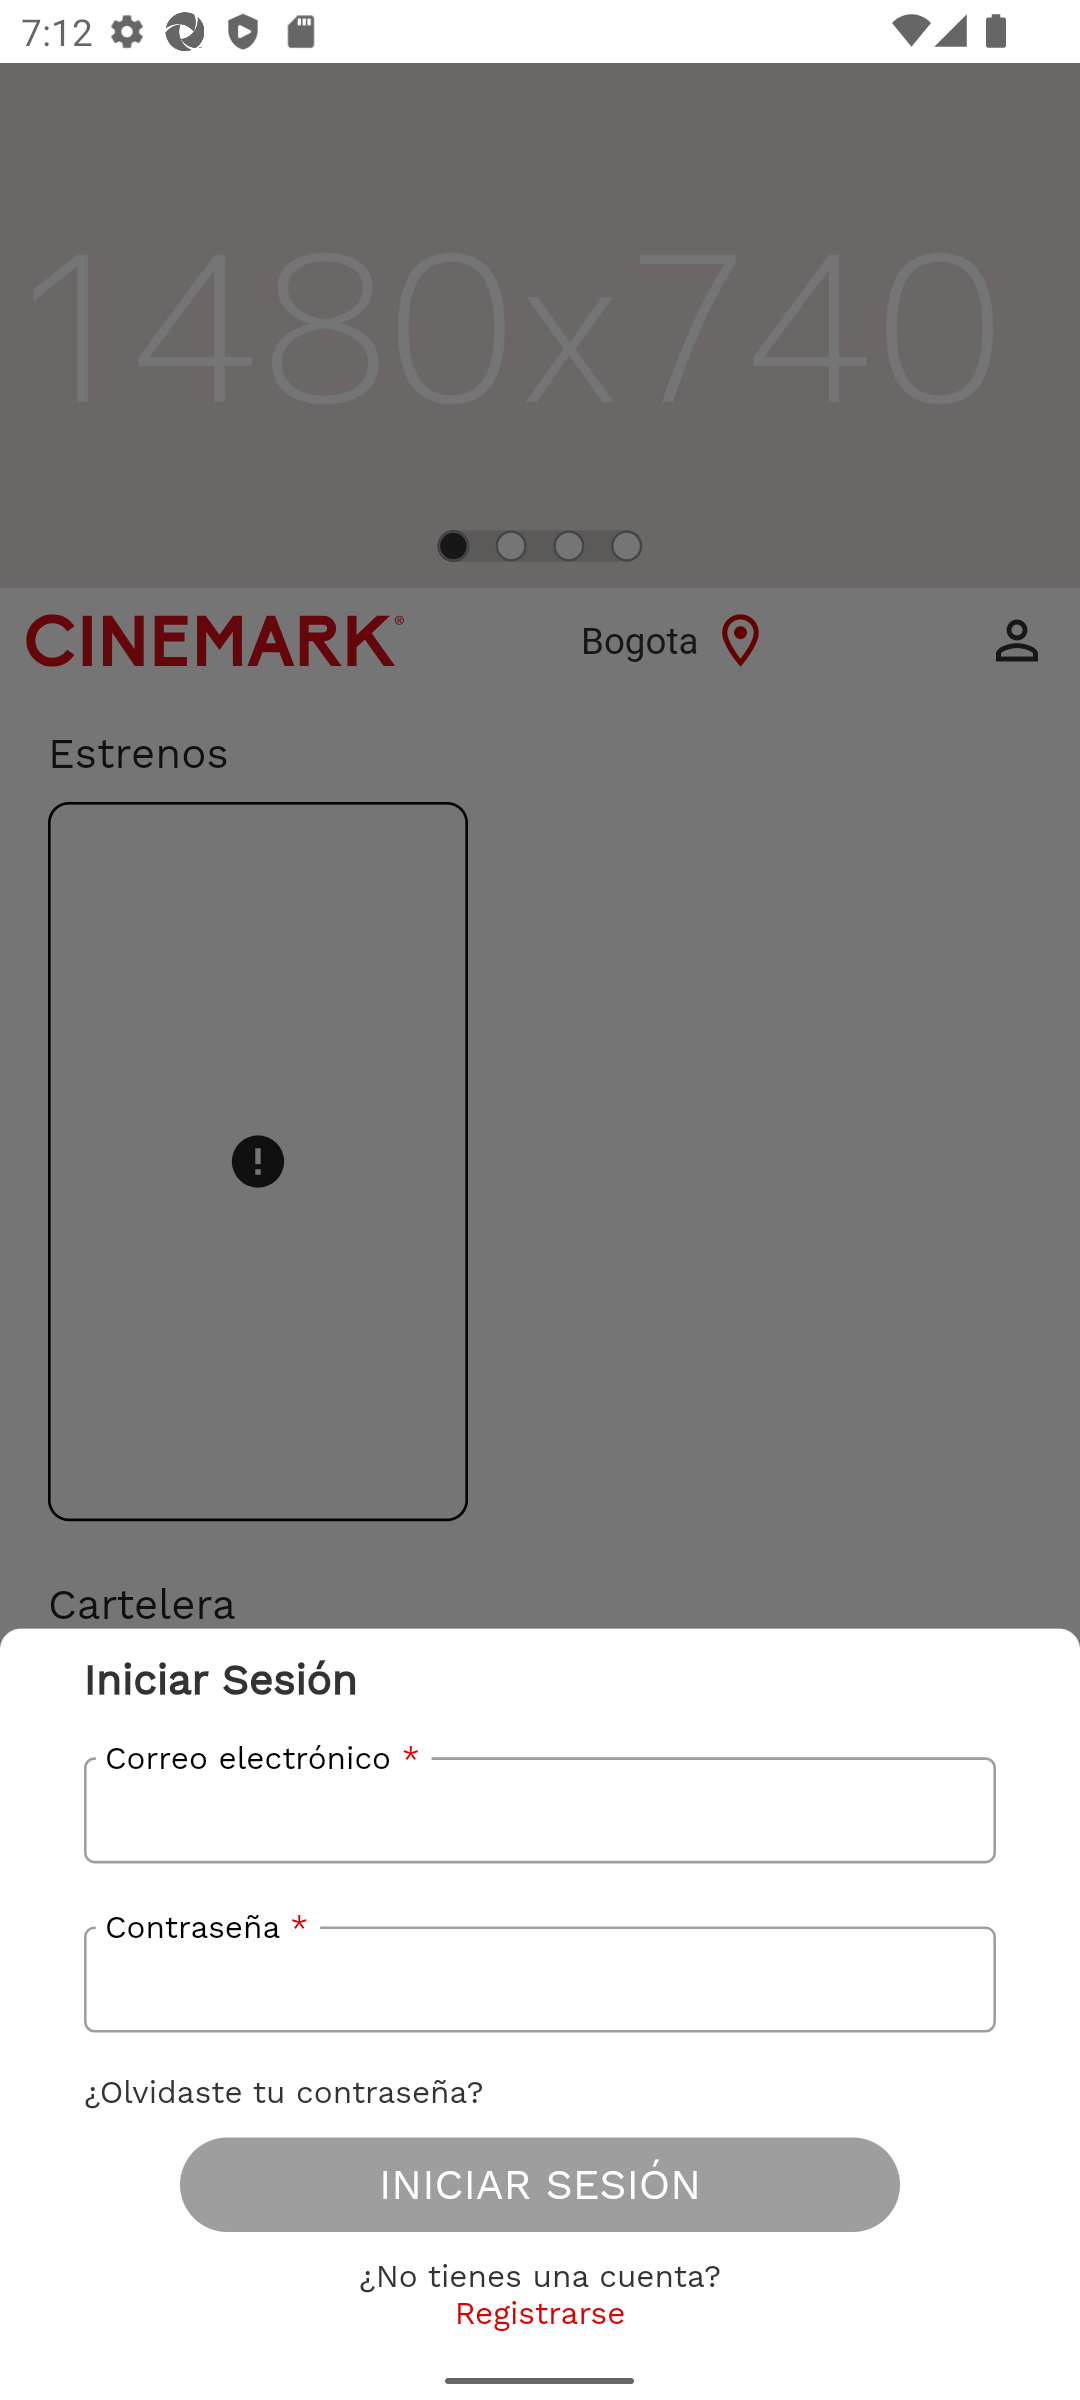 7:12
1480x740
CINEMARK®
Bogota
Estrenos
Cartelera
Iniciar Sesión
Correo electrónico *
Contraseña *
¿Olvidaste tu contraseña?
INICIAR SESIÓN
¿No tienes una cuenta?
Registrarse